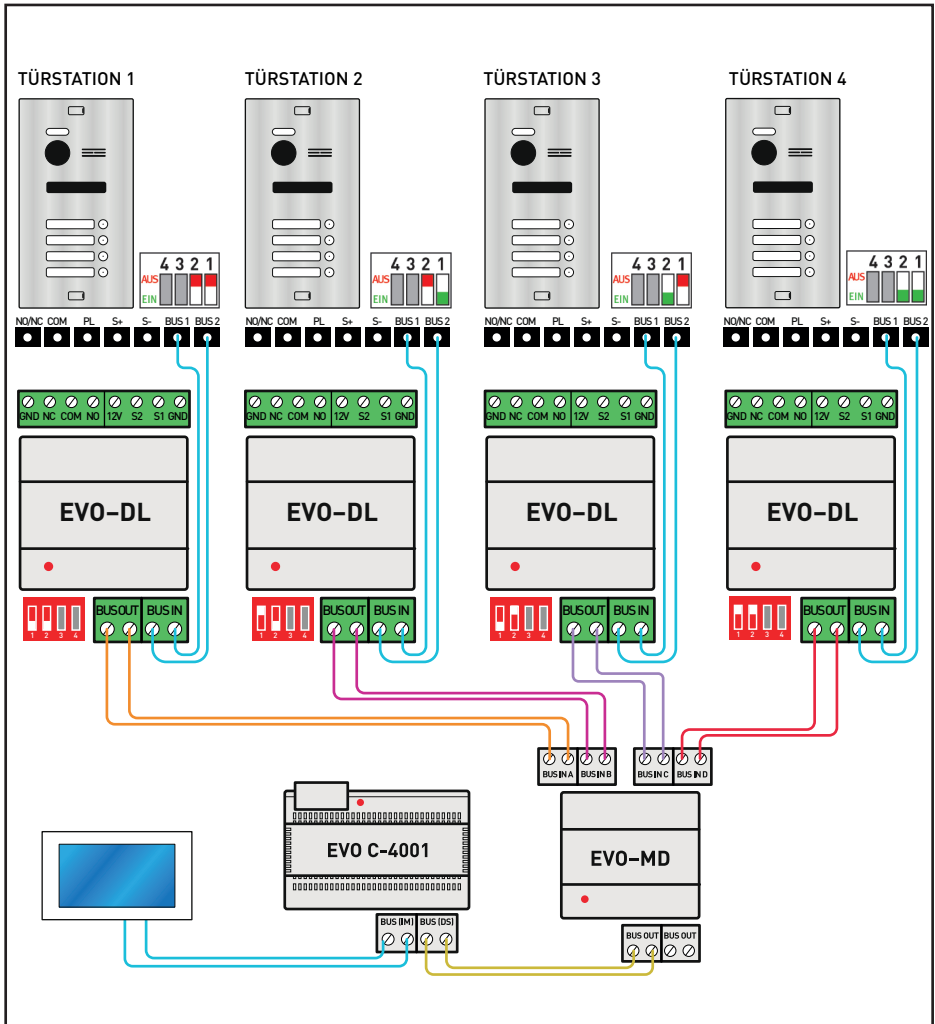 TÜRSTATION 1 TÜRSTATION 2 TÜRSTATION 3 TÜRSTATION 4
4 3 2 1 4 3 2 1 4 3 2 1 4 3 2 1
AUS AUS AUS AUS
EIN EIN EIN EIN
NO/NC COM PL S+ S- BUS 1 BUS 2 NO/NC COM PL S+ S- BUS 1 BUS 2 NO/NC COM PL S+ S- BUS 1 BUS 2 NO/NC COM PL S+ S- BUS 1 BUS 2
GND NC COM NO 12V S2 S1 GND GND NC COM NO 12V S2 S1 GND GND NC COM NO 12V S2 S1 GND GND NC COM NO 12V S2 S1 GND
EVO-DL EVO-DL EVO-DL EVO-DL
BUS OUT BUS IN BUS OUT BUS IN BUS OUT BUS IN BUS OUT BUS IN
1 2 3 4 1 2 3 4 1 2 3 4 1 2 3 4
BUS IN A BUS IN B BUS IN C BUS IN D
EVO C-4001
EVO-MD
BUS (IM) BUS (DS)
BUS OUT BUS OUT